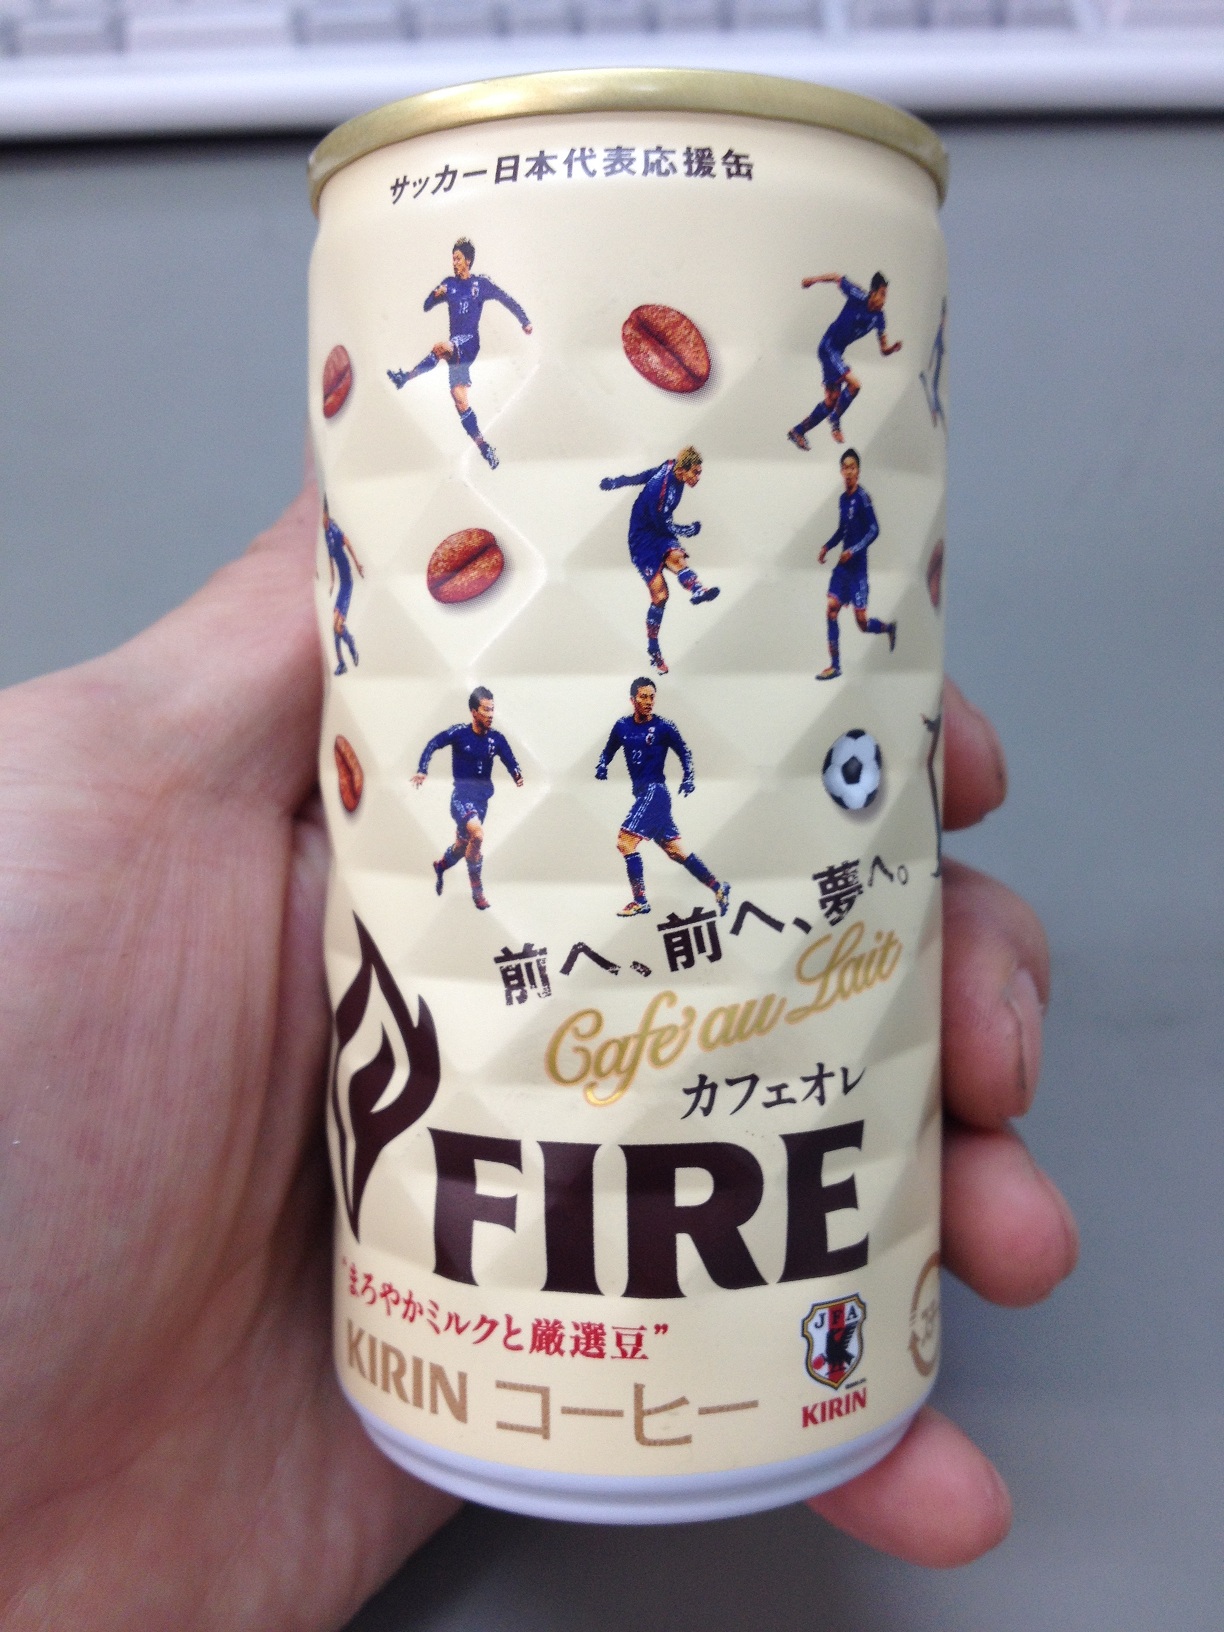 サッカー日本代表応援缶
前へ、前へ、夢へ。
Café au Lait
カフェオレ
FIRE
“まろやかミルクと厳選豆”
KIRIN コーヒー
JFA
KIRIN